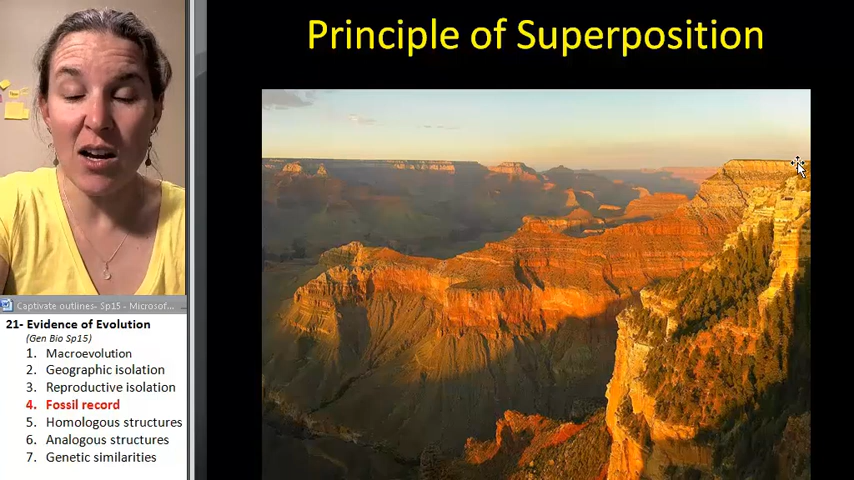 Principle of Superposition
Captivate outlines- Sp15 - Microsof...
21- Evidence of Evolution
(Gen Bio Sp15)
1. Macroevolution
2. Geographic isolation
3. Reproductive isolation
4. Fossil record
5. Homologous structures
6. Analogous structures
7. Genetic similarities